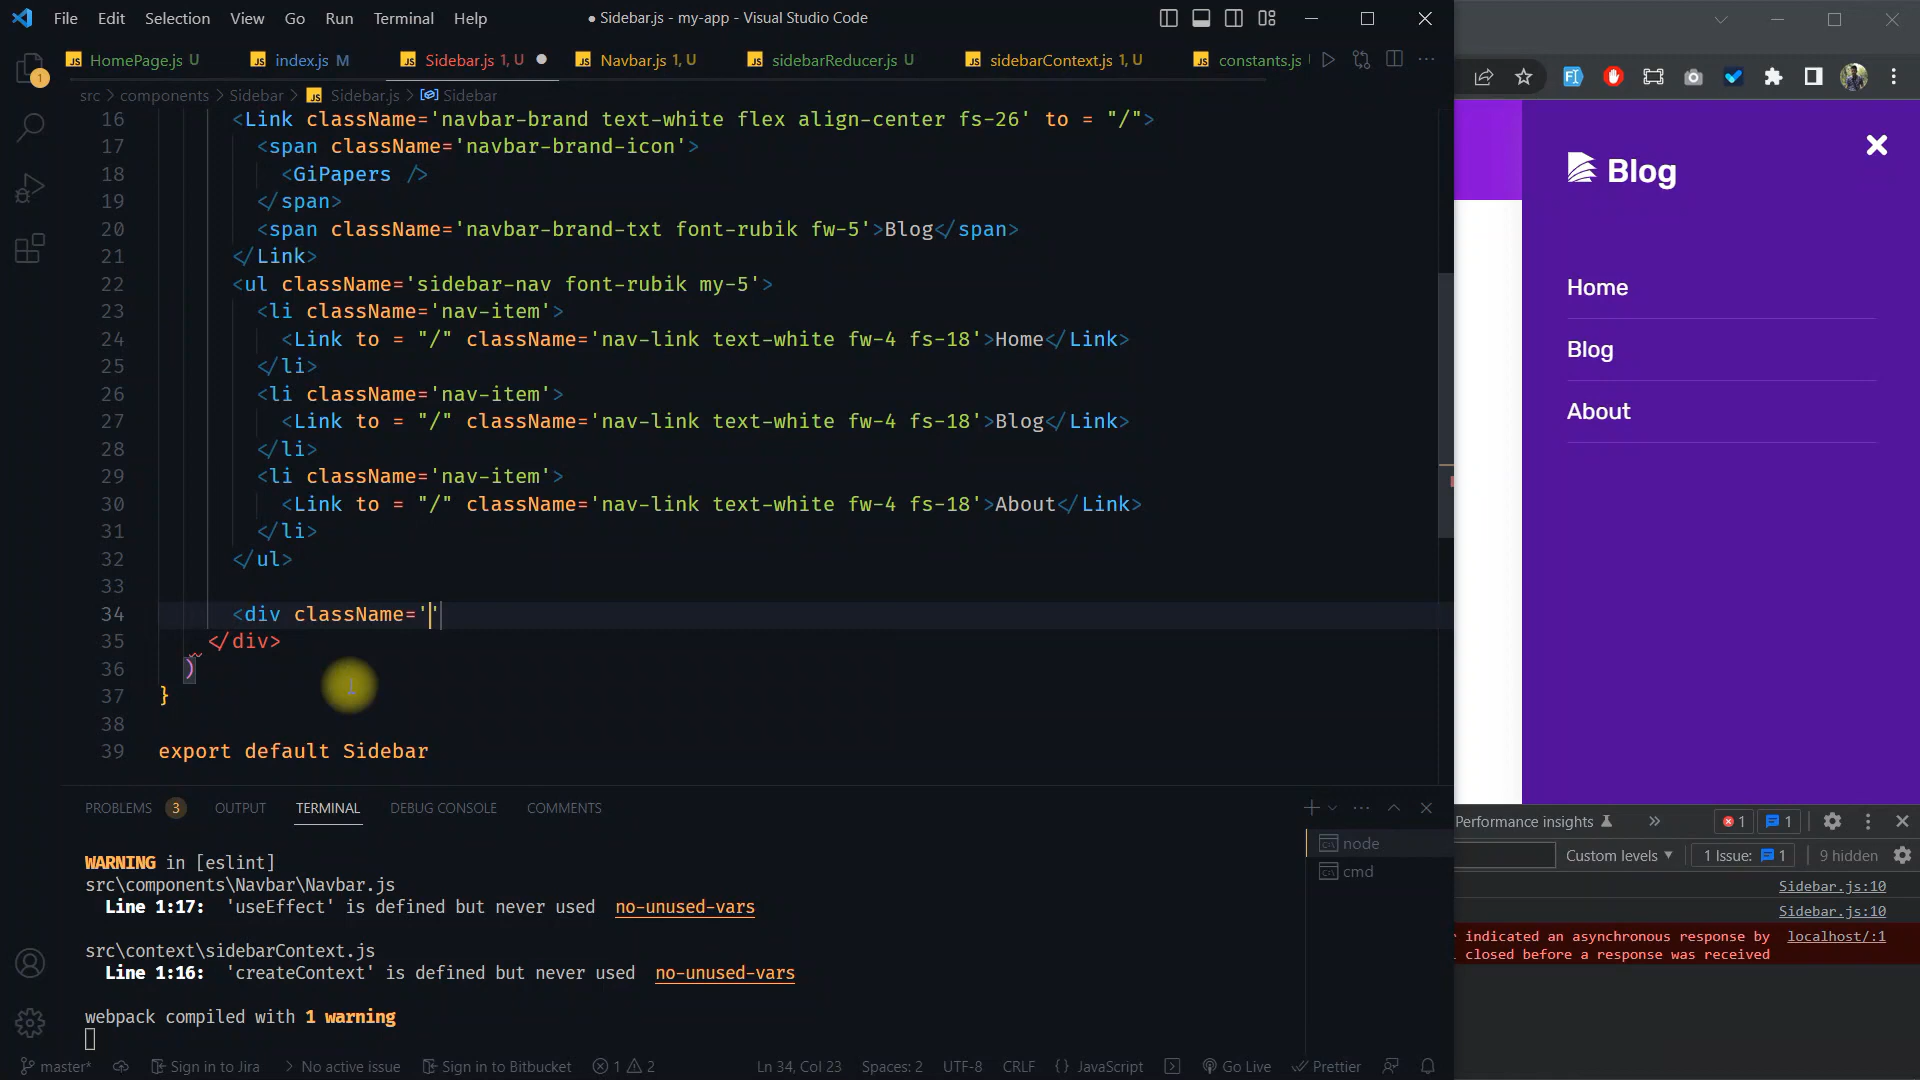 File Edit Selection View Go Run Terminal Help
● Sidebar.js - my-app - Visual Studio Code
HomePage.js U index.js M Sidebar.js 1, U Navbar.js 1, U sidebarReducer.js U sidebarContext.js 1, U constants.js
src > components > Sidebar > Sidebar.js > Sidebar
16 <Link className='navbar-brand text-white flex align-center fs-26' to = "/">
17 <span className='navbar-brand-icon'>
18 <GiPapers />
19 </span>
20 <span className='navbar-brand-txt font-rubik fw-5'>Blog</span>
21 </Link>
22 <ul className='sidebar-nav font-rubik my-5'>
23 <li className='nav-item'>
24 <Link to = "/" className='nav-link text-white fw-4 fs-18'>Home</Link>
25 </li>
26 <li className='nav-item'>
27 <Link to = "/" className='nav-link text-white fw-4 fs-18'>Blog</Link>
28 </li>
29 <li className='nav-item'>
30 <Link to = "/" className='nav-link text-white fw-4 fs-18'>About</Link>
31 </li>
32 </ul>
33
34 <div className=''
35 </div>
36 )
37 }
38
39 export default Sidebar
PROBLEMS 3 OUTPUT TERMINAL DEBUG CONSOLE COMMENTS
WARNING in [eslint]
src\components\Navbar\Navbar.js
Line 1:17: 'useEffect' is defined but never used no-unused-vars
src\context\sidebarContext.js
Line 1:16: 'createContext' is defined but never used no-unused-vars
webpack compiled with 1 warning
node
cmd
master* Sign in to Jira No active issue Sign in to Bitbucket 1 2 Ln 34, Col 23 Spaces: 2 UTF-8 CRLF {} JavaScript Go Live Prettier
Blog
Home
Blog
About
Performance insights » 1 1
Custom levels 1 Issue: 1 9 hidden
Sidebar.js:10
Sidebar.js:10
indicated an asynchronous response by localhost/:1
closed before a response was received